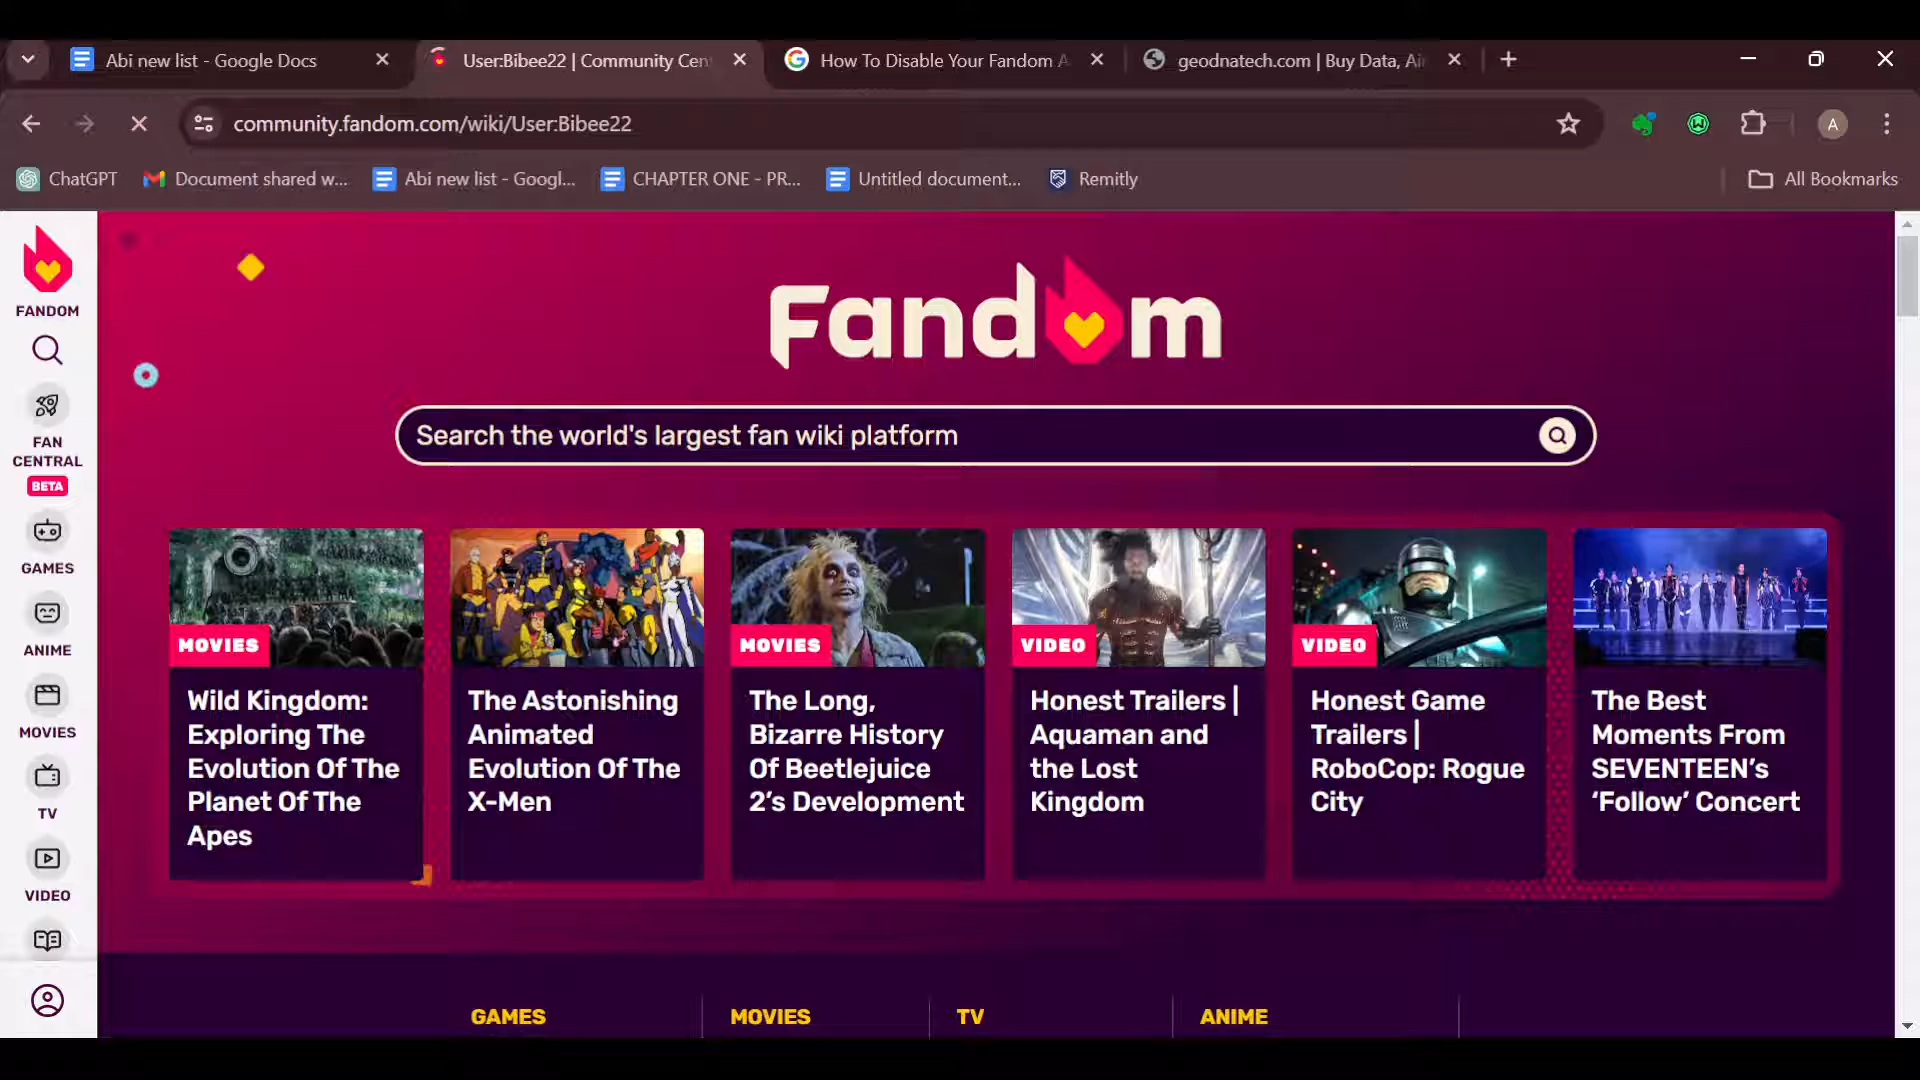 Abi new list - Google Docs
User:Bibee22 | Community Cen
How To Disable Your Fandom A
geodnatech.com | Buy Data, Air
community.fandom.com/wiki/User:Bibee22
A
ChatGPT
Document shared w...
Abi new list - Googl...
CHAPTER ONE - PR...
Untitled document...
Remitly
All Bookmarks
FANDOM
FAN
CENTRAL
BETA
GAMES
ANIME
MOVIES
TV
VIDEO
Fandom
Search the world's largest fan wiki platform
MOVIES
Wild Kingdom:
Exploring The
Evolution Of The
Planet Of The
Apes
The Astonishing
Animated
Evolution Of The
X-Men
MOVIES
The Long,
Bizarre History
Of Beetlejuice
2’s Development
VIDEO
Honest Trailers |
Aquaman and
the Lost
Kingdom
VIDEO
Honest Game
Trailers |
RoboCop: Rogue
City
The Best
Moments From
SEVENTEEN’s
‘Follow’ Concert
GAMES
MOVIES
TV
ANIME